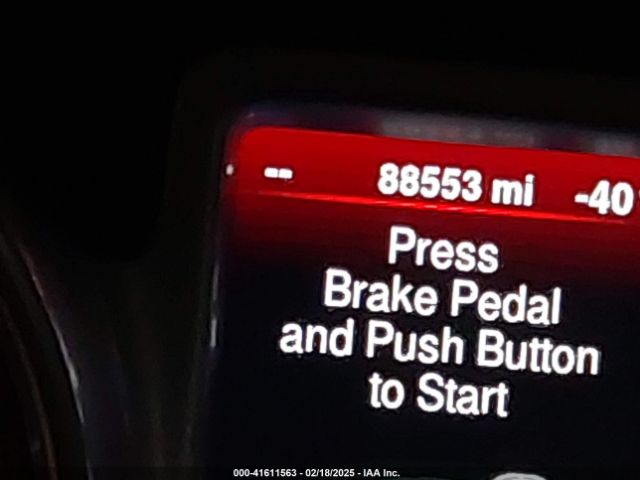 -- 88553 mi -40
Press
Brake Pedal
and Push Button
to Start
000-41611563 - 02/18/2025 - IAA Inc.